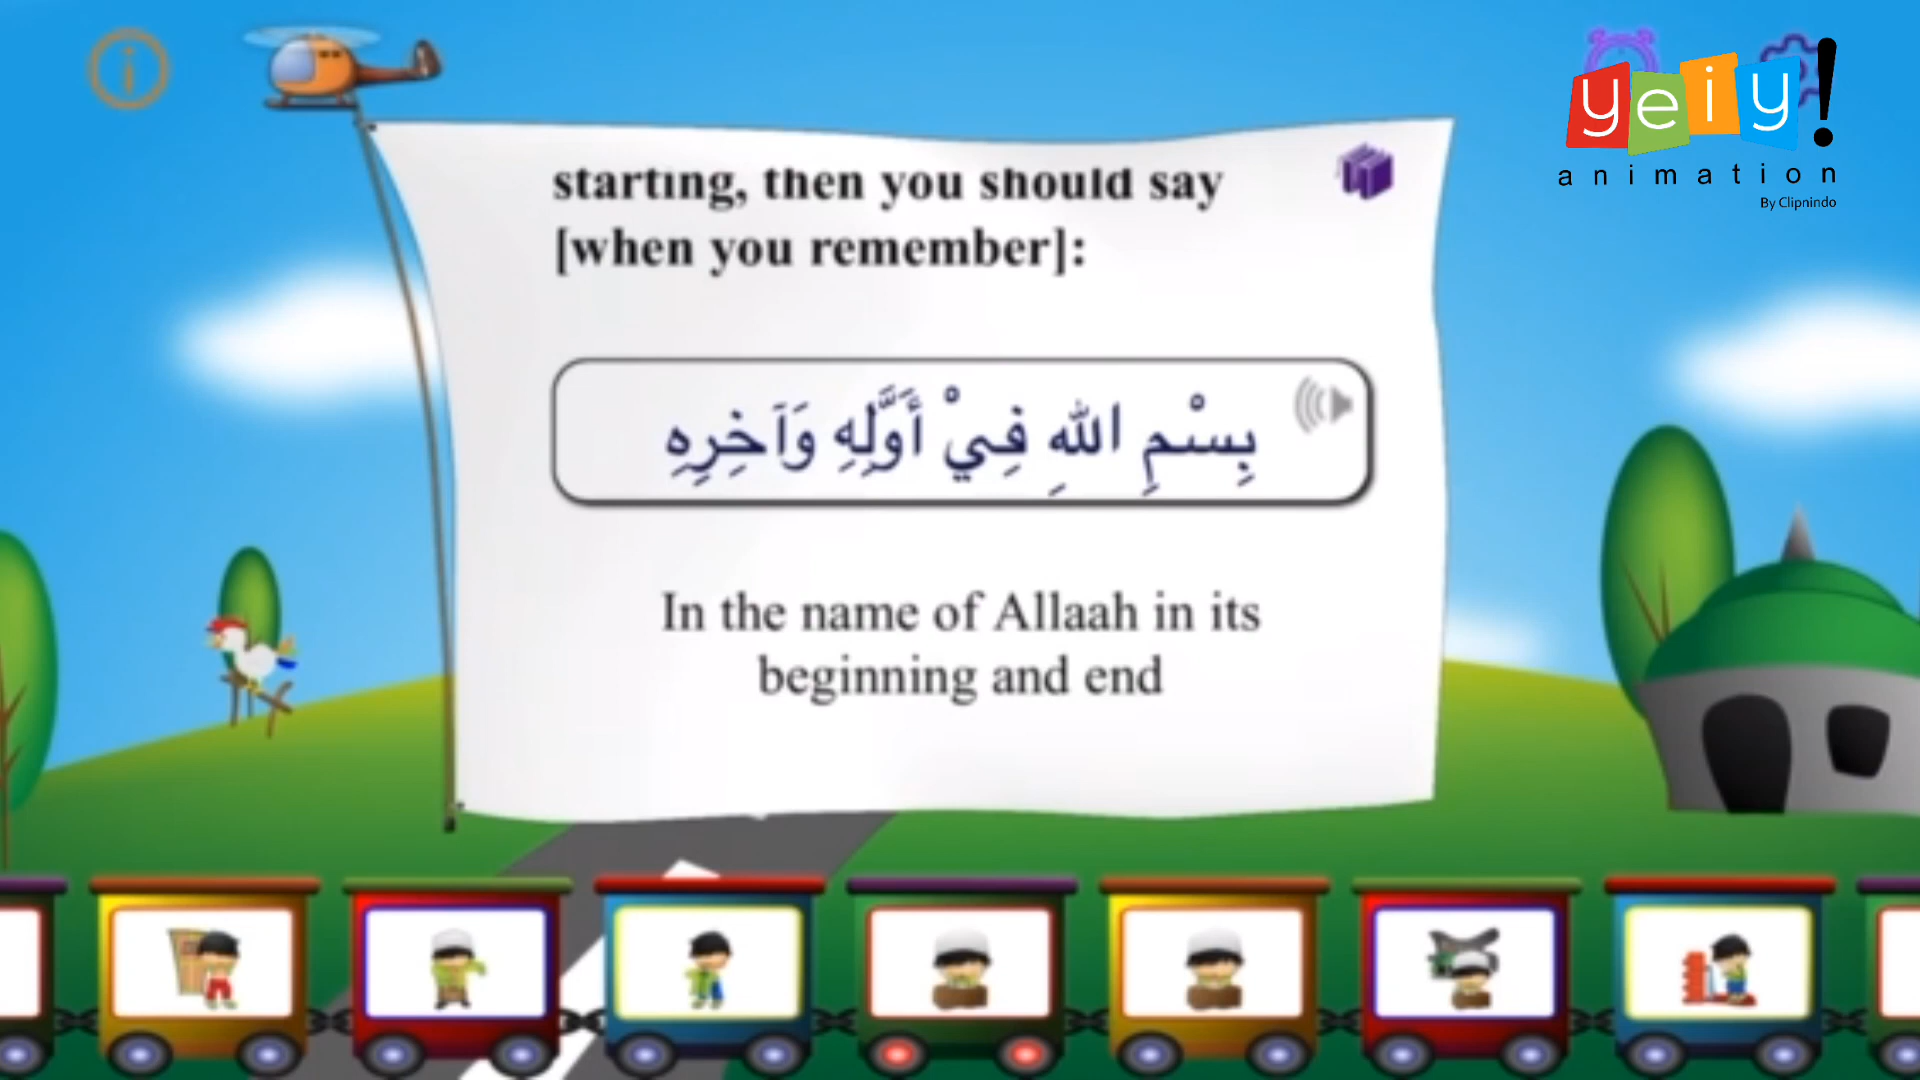 yeiy!
animation
By Clipnindo
starting, then you should say
[when you remember]:
بِسْمِ اللهِ فِيْ أَوَّلِهِ وَآخِرِهِ
In the name of Allaah in its
beginning and end